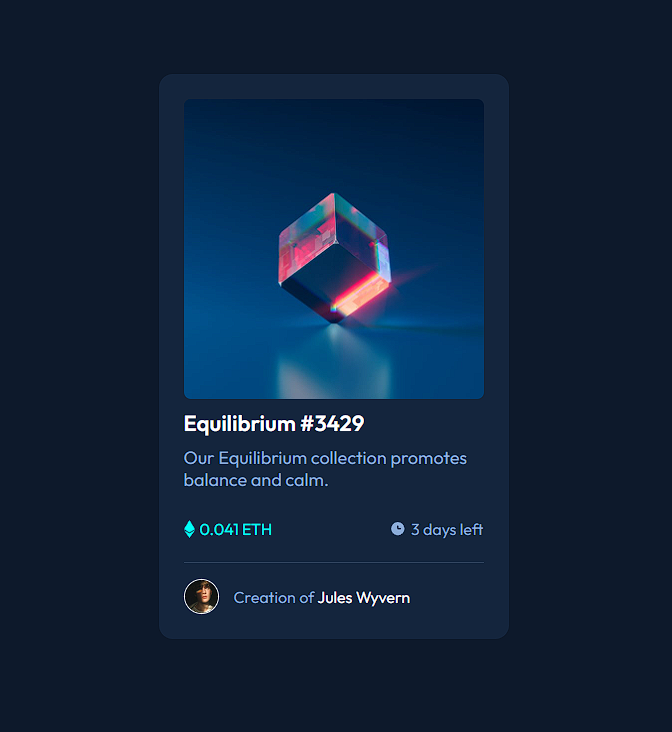 Equilibrium #3429
Our Equilibrium collection promotes
balance and calm.
0.041 ETH
3 days left
Creation of Jules Wyvern